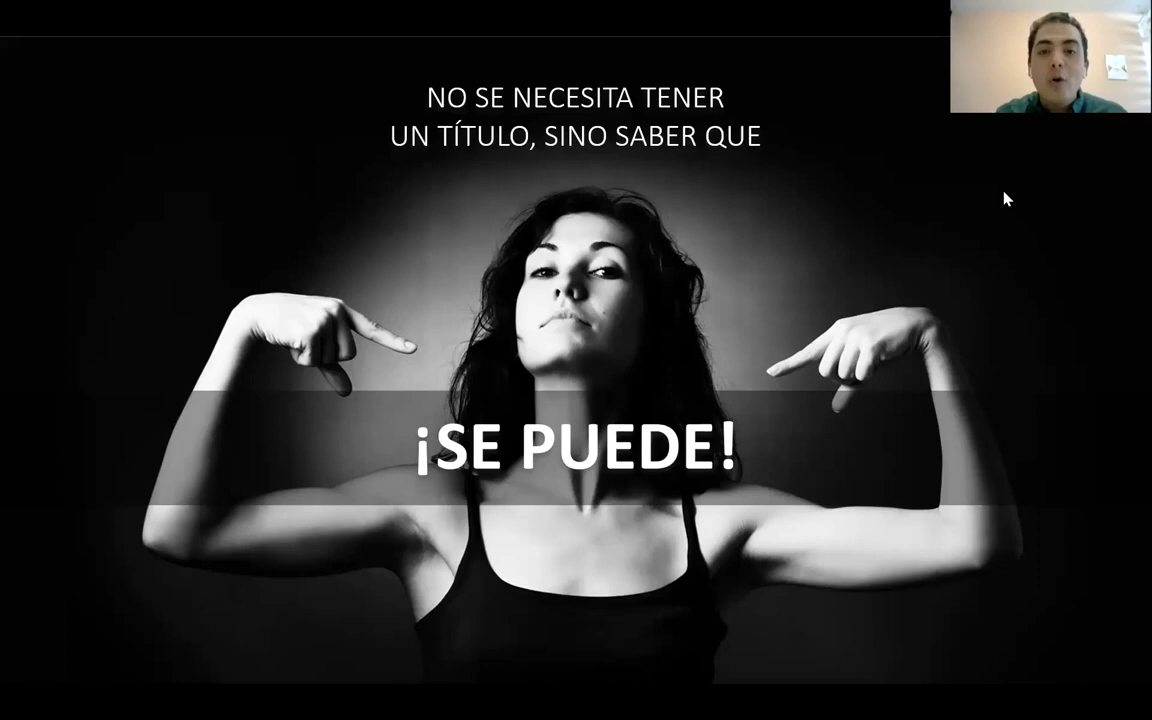 NO SE NECESITA TENER
UN TÍTULO, SINO SABER QUE
¡SE PUEDE!